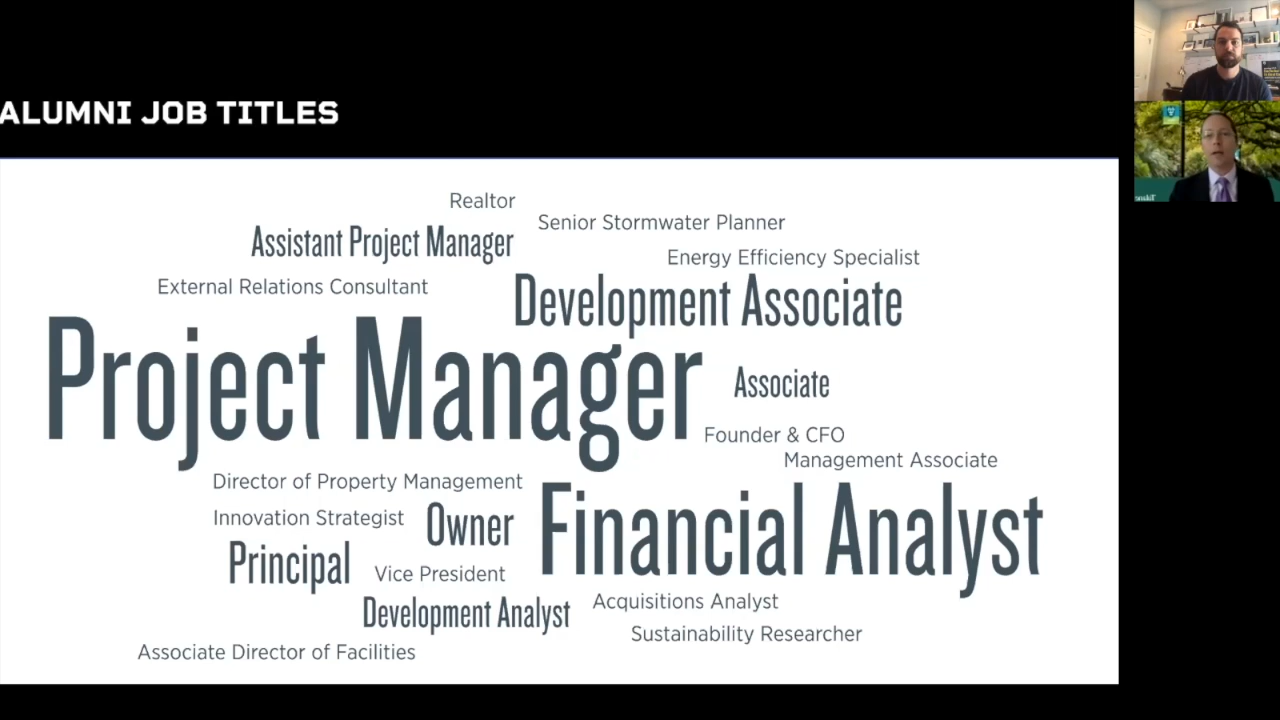 ALUMNI JOB TITLES
Realtor
Senior Stormwater Planner
Assistant Project Manager
Energy Efficiency Specialist
External Relations Consultant
Development Associate
Project Manager
Associate
Founder & CFO
Management Associate
Director of Property Management
Financial Analyst
Innovation Strategist
Owner
Principal
Vice President
Development Analyst
Acquisitions Analyst
Sustainability Researcher
Associate Director of Facilities